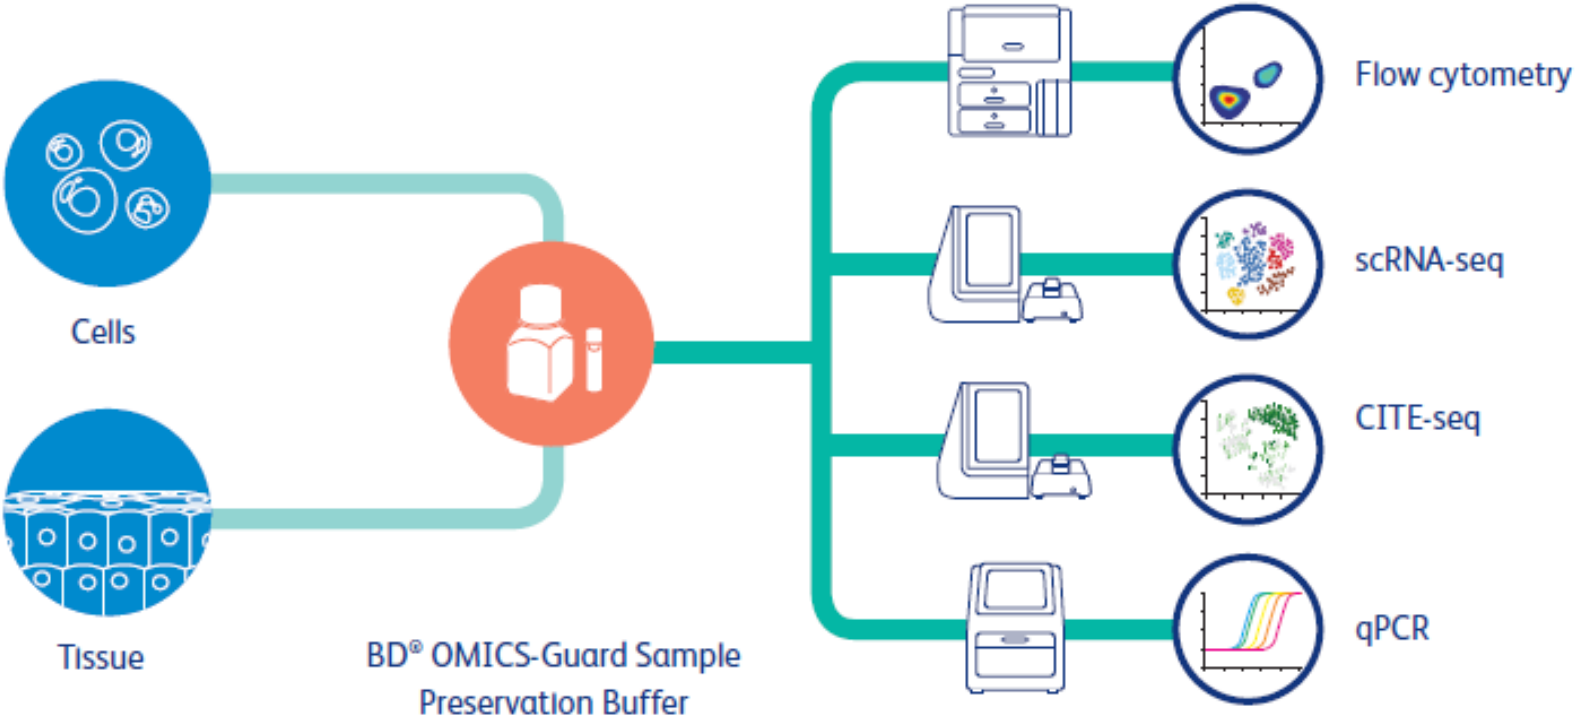 Cells
Tissue
BD® OMICS-Guard Sample
Preservation Buffer
Flow cytometry
scRNA-seq
CITE-seq
qPCR